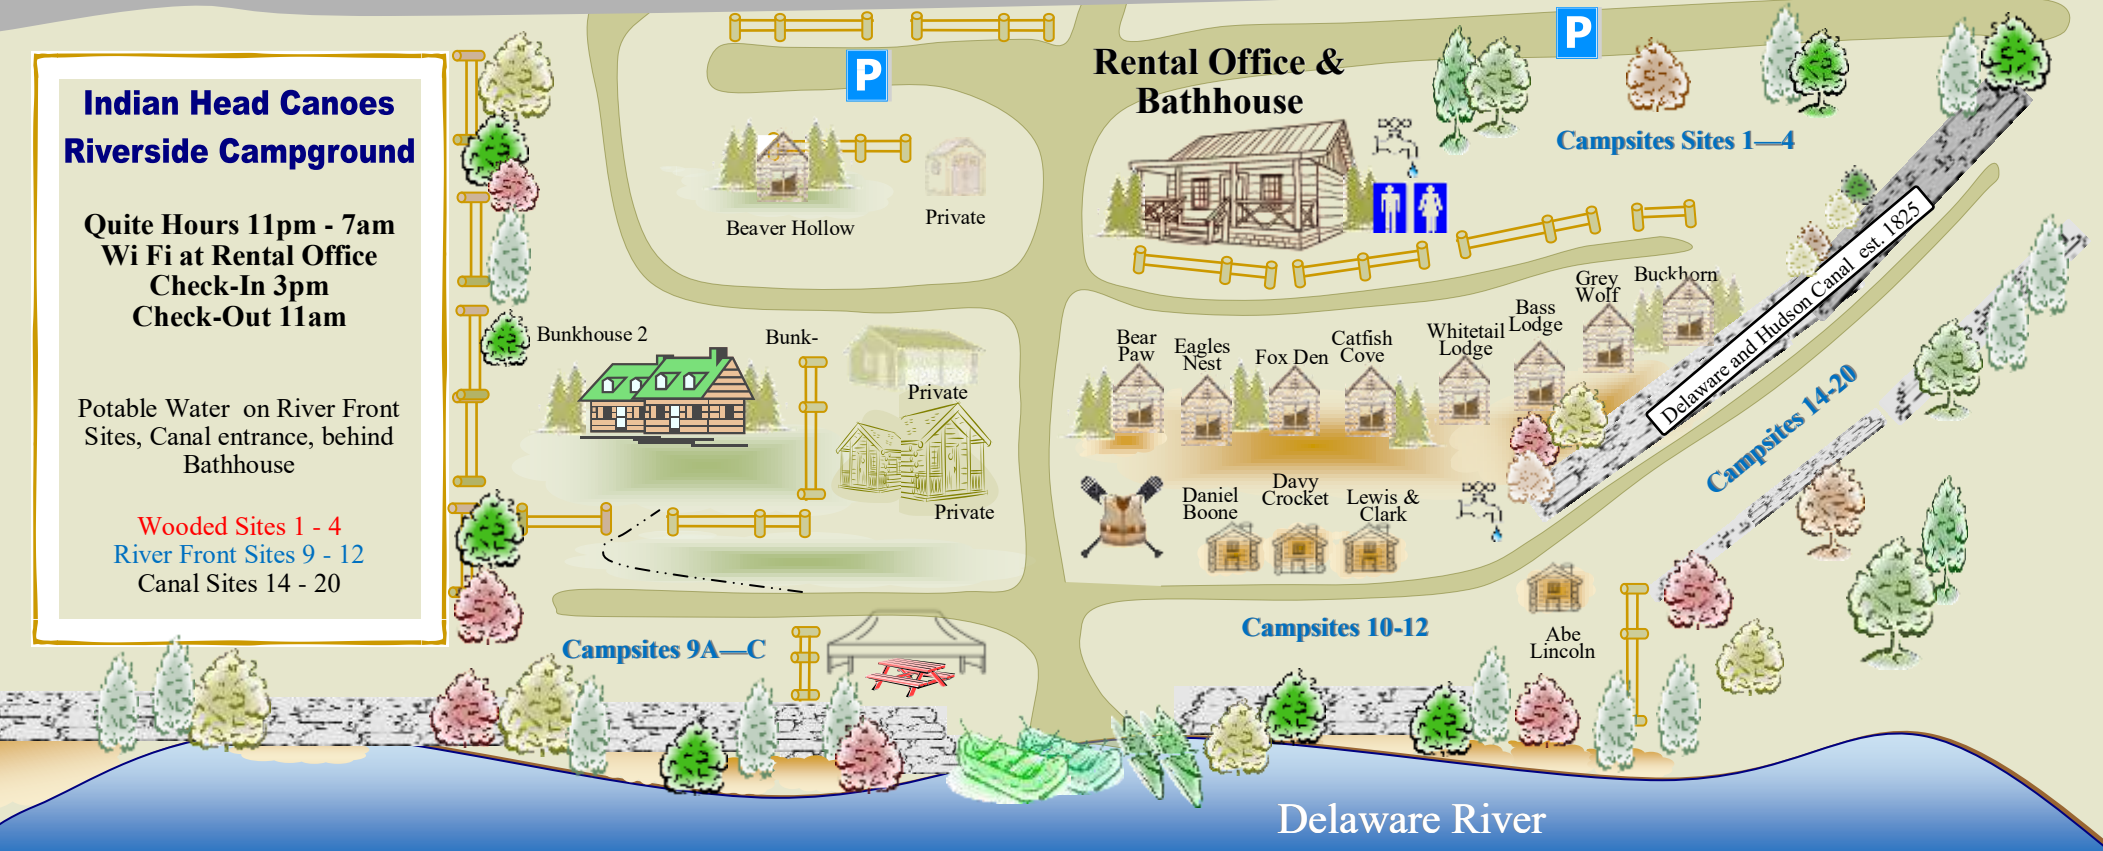 Indian Head Canoes
Riverside Campground
Quite Hours 11pm - 7am
Wi Fi at Rental Office
Check-In 3pm
Check-Out 11am
Potable Water on River Front
Sites, Canal entrance, behind
Bathhouse
Wooded Sites 1 - 4
River Front Sites 9 - 12
Canal Sites 14 - 20
P
P
Rental Office &
Bathhouse
Campsites Sites 1—4
Beaver Hollow
Private
Bunkhouse 2
Bunk-
Private
Private
Bear
Paw
Eagles
Nest
Fox Den
Catfish
Cove
Whitetail
Lodge
Bass
Lodge
Grey
Wolf
Buckhorn
Delaware and Hudson Canal est. 1825
Campsites 14-20
Daniel
Boone
Davy
Crocket
Lewis &
Clark
Campsites 9A—C
Campsites 10-12
Abe
Lincoln
Delaware River